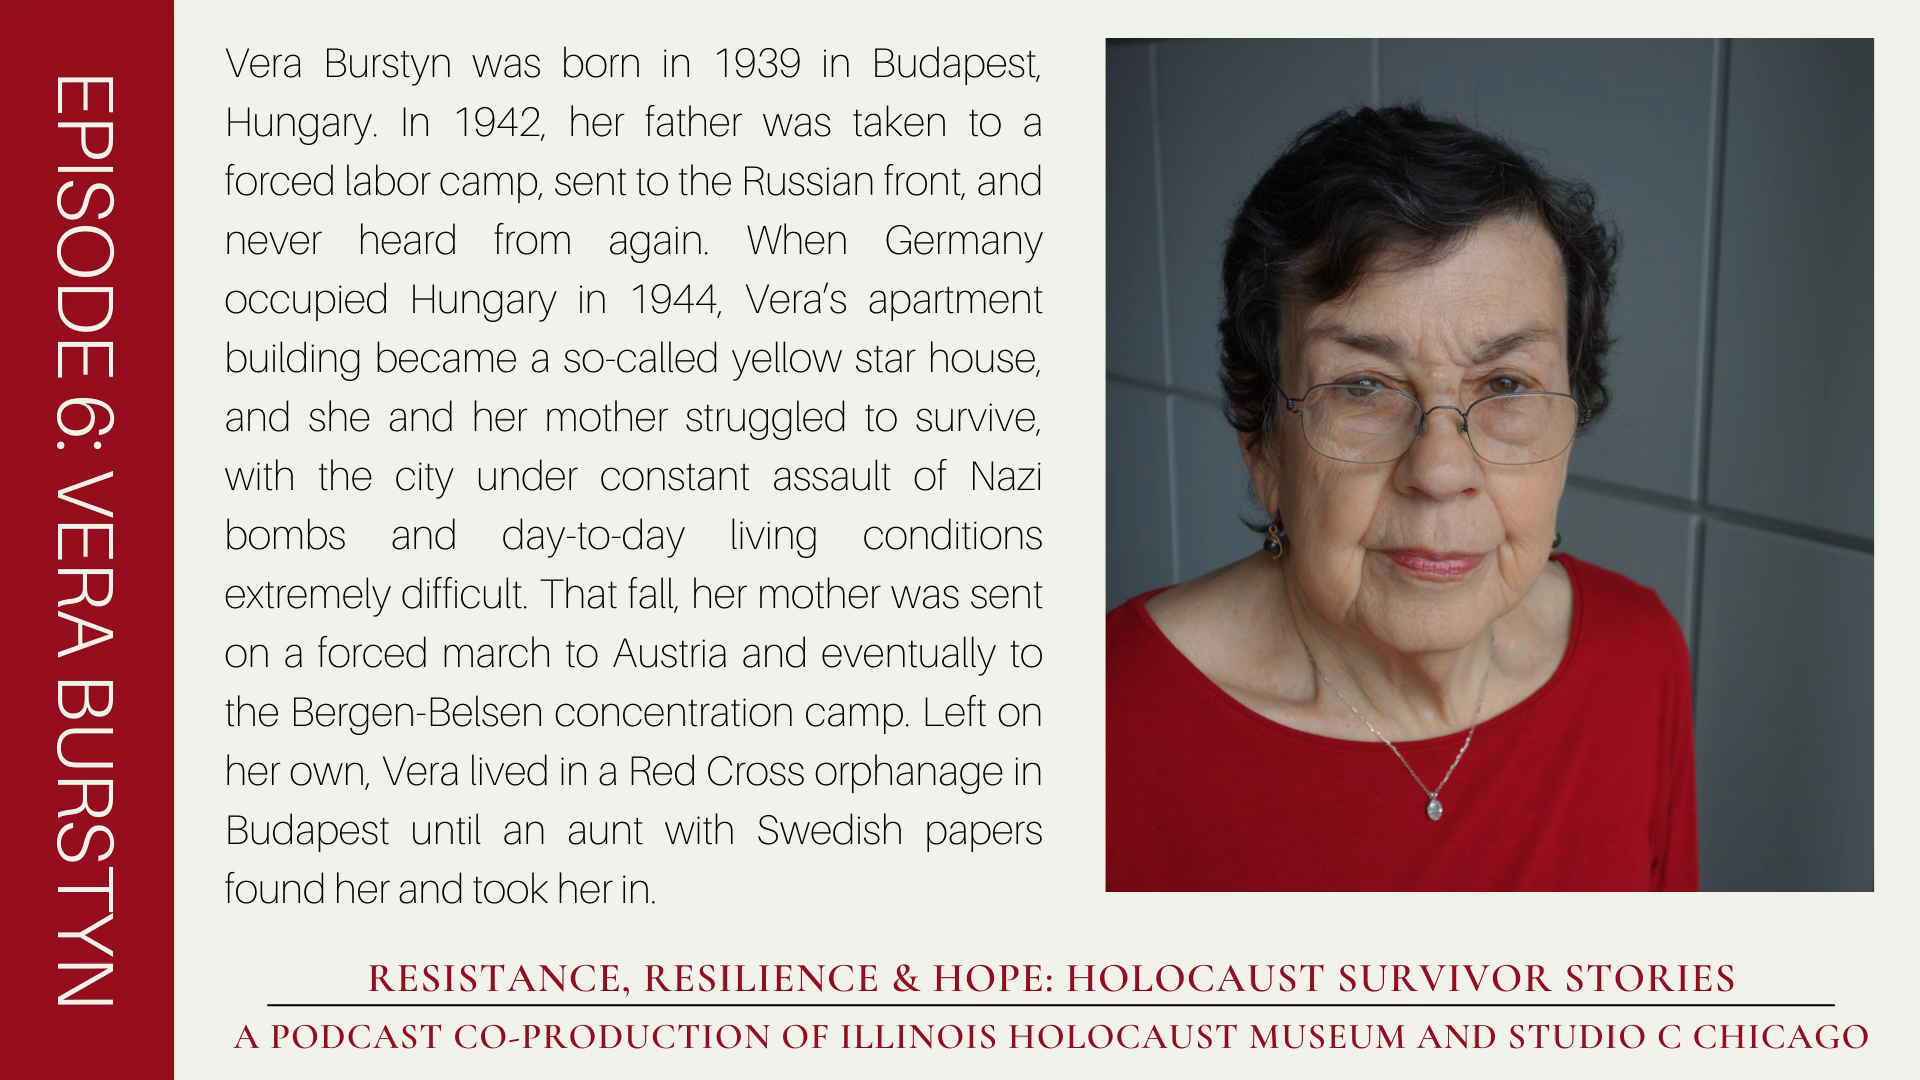 EPISODE 6: VERA BURSTYN
Vera Burstyn was born in 1939 in Budapest,
Hungary. In 1942, her father was taken to a
forced labor camp, sent to the Russian front, and
never heard from again. When Germany
occupied Hungary in 1944, Vera’s apartment
building became a so-called yellow star house,
and she and her mother struggled to survive,
with the city under constant assault of Nazi
bombs and day-to-day living conditions
extremely difficult. That fall, her mother was sent
on a forced march to Austria and eventually to
the Bergen-Belsen concentration camp. Left on
her own, Vera lived in a Red Cross orphanage in
Budapest until an aunt with Swedish papers
found her and took her in.
RESISTANCE, RESILIENCE & HOPE: HOLOCAUST SURVIVOR STORIES
A PODCAST CO-PRODUCTION OF ILLINOIS HOLOCAUST MUSEUM AND STUDIO C CHICAGO